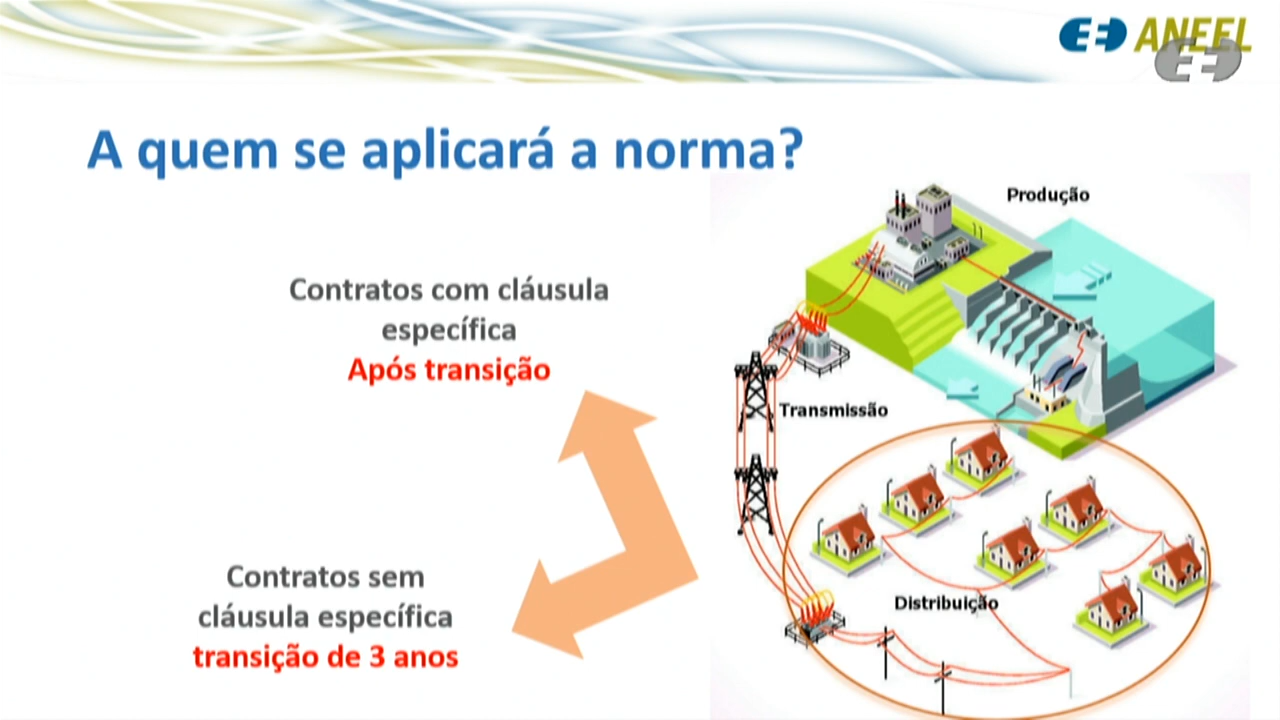 ANEEL
A quem se aplicará a norma?
Produção
Contratos com cláusula
específica
Após transição
Transmissão
Contratos sem
cláusula específica
transição de 3 anos
Distribuição